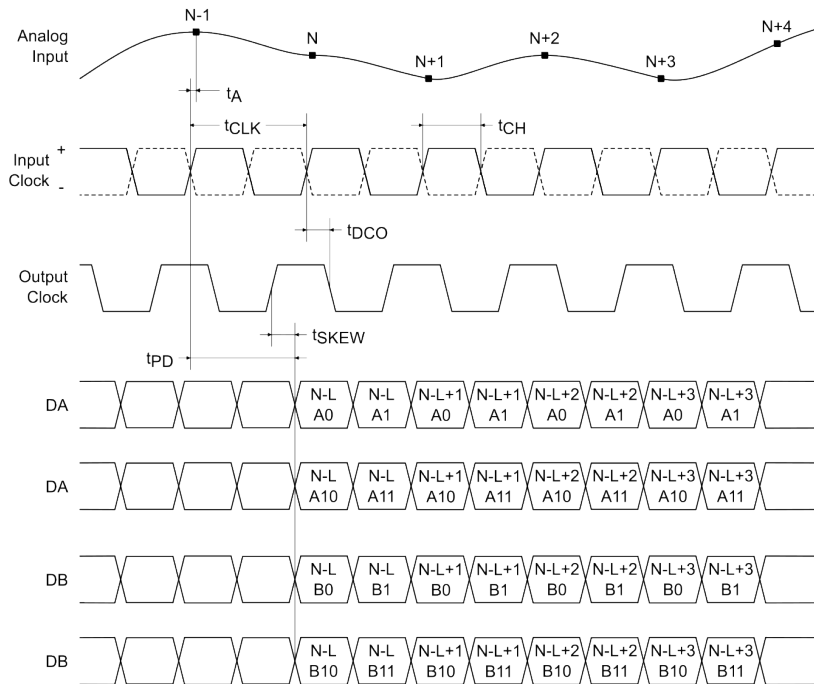 N-1
N
N+1
N+2
N+3
N+4
Analog
Input
tA
tCLK
tCH
Input
Clock
+
-
tDCO
Output
Clock
tSKEW
tPD
DA
N-L N-L N-L+1 N-L+1 N-L+2 N-L+2 N-L+3 N-L+3
A0 A1 A0 A1 A0 A1 A0 A1
DA
N-L N-L N-L+1 N-L+1 N-L+2 N-L+2 N-L+3 N-L+3
A10 A11 A10 A11 A10 A11 A10 A11
DB
N-L N-L N-L+1 N-L+1 N-L+2 N-L+2 N-L+3 N-L+3
B0 B1 B0 B1 B0 B1 B0 B1
DB
N-L N-L N-L+1 N-L+1 N-L+2 N-L+2 N-L+3 N-L+3
B10 B11 B10 B11 B10 B11 B10 B11